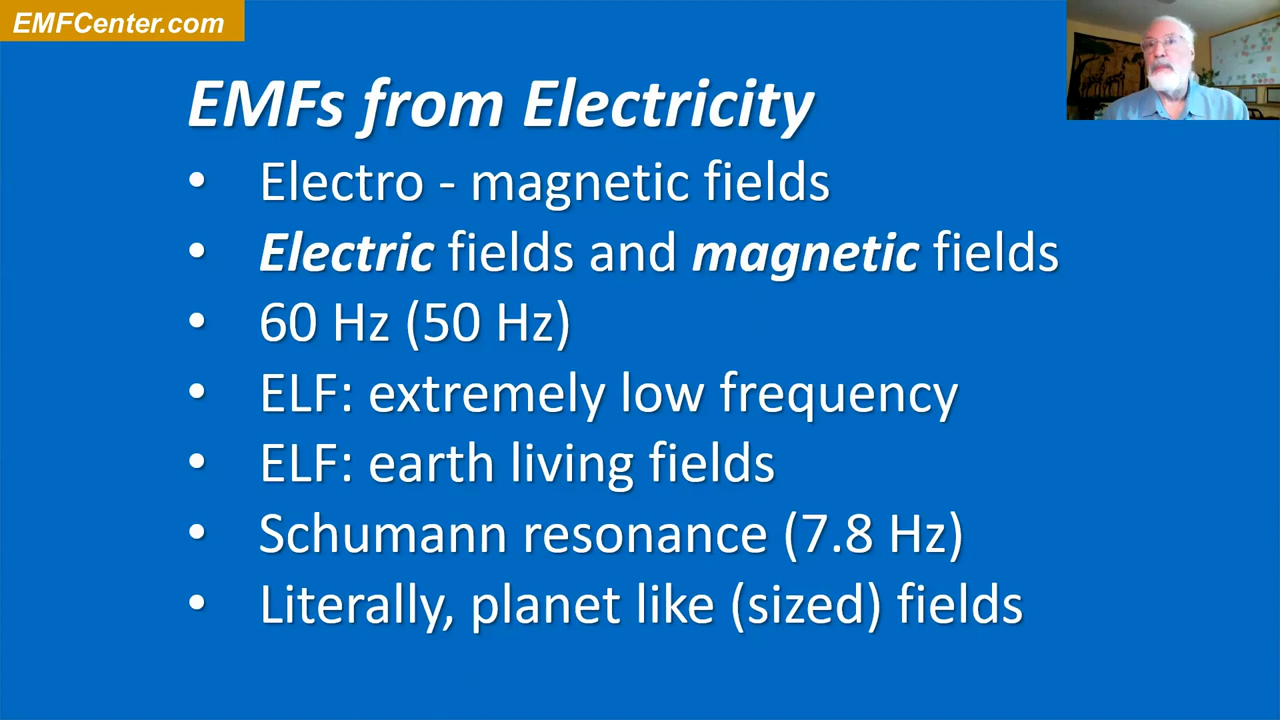 EMFCenter.com
EMFs from Electricity
• Electro - magnetic fields
• Electric fields and magnetic fields
• 60 Hz (50 Hz)
• ELF: extremely low frequency
• ELF: earth living fields
• Schumann resonance (7.8 Hz)
• Literally, planet like (sized) fields